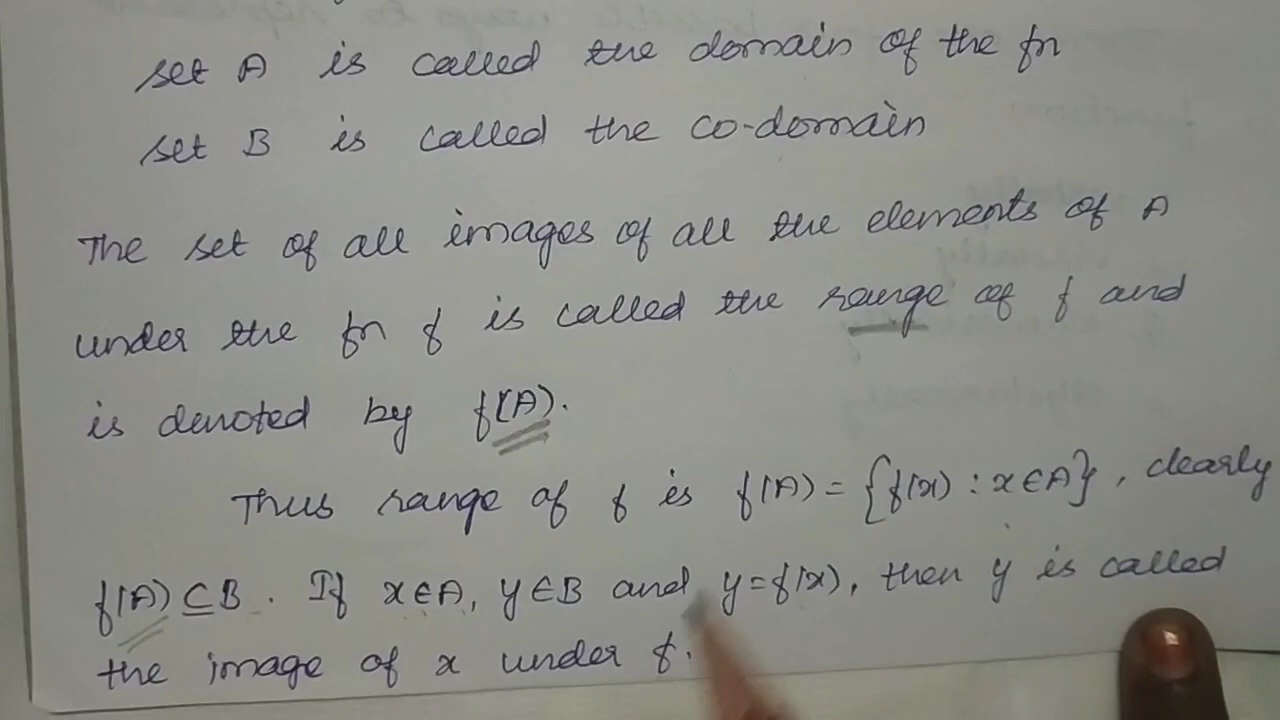 set A is called the domain of the fn
set B is called the co-domain
The set of all images of all the elements of A
under the fn f is called the range of f and
is denoted by f(A).
Thus range of f is f(A) = {f(x) : x ∈ A}, clearly
f(A) ⊆ B. If x ∈ A, y ∈ B and y = f(x), then y is called
the image of x under f.